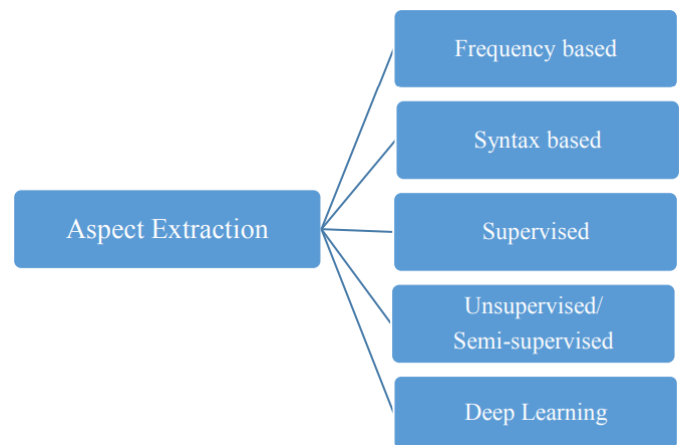 Frequency based
Syntax based
Aspect Extraction
Supervised
Unsupervised/
Semi-supervised
Deep Learning